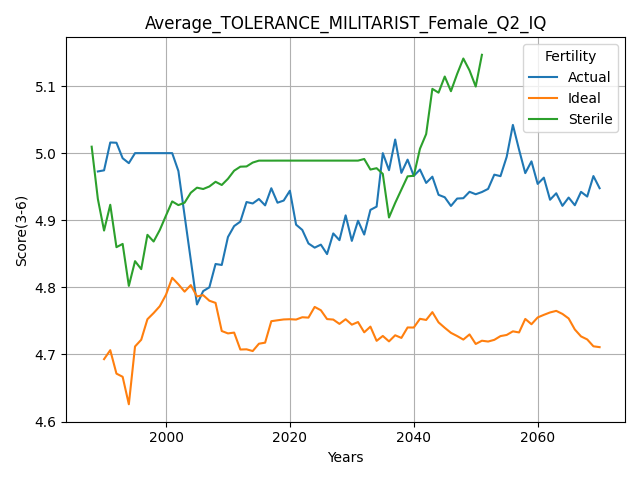 Average_TOLERANCE_MILITARIST_Female_Q2_IQ
Fertility
Actual
Ideal
Sterile
Score(3-6)
5.1
5.0
4.9
4.8
4.7
4.6
2000 2020 2040 2060
Years